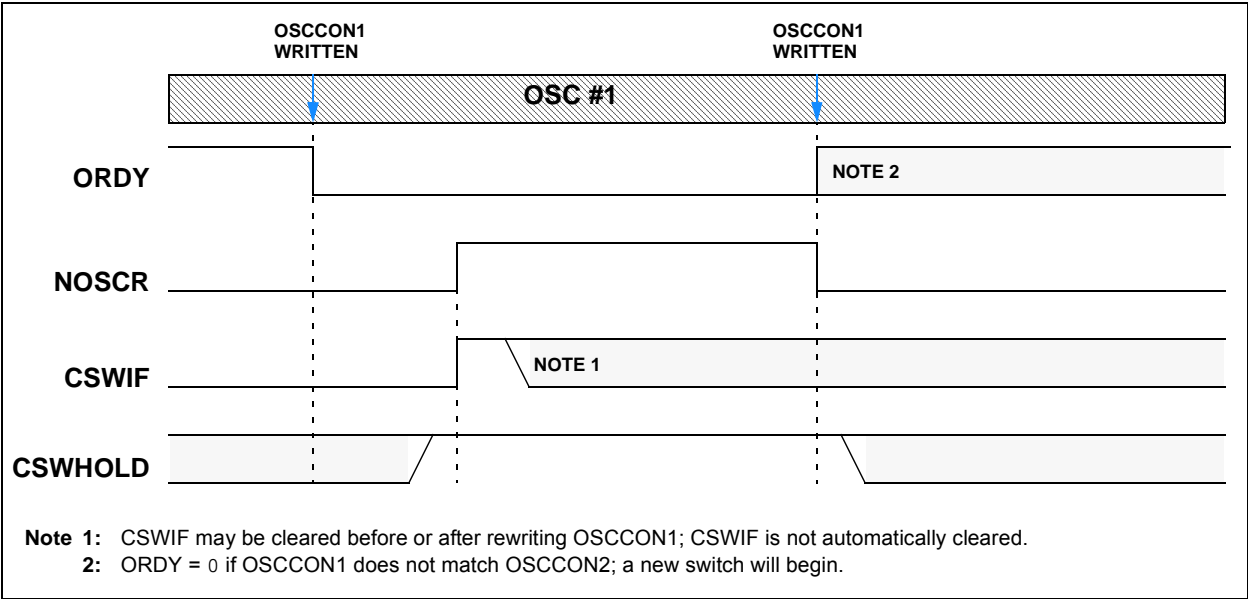 OSCCON1
WRITTEN
OSCCON1
WRITTEN
OSC #1
ORDY
NOTE 2
NOSCR
CSWIF
NOTE 1
CSWHOLD
Note 1: CSWIF may be cleared before or after rewriting OSCCON1; CSWIF is not automatically cleared.
2: ORDY = 0 if OSCCON1 does not match OSCCON2; a new switch will begin.